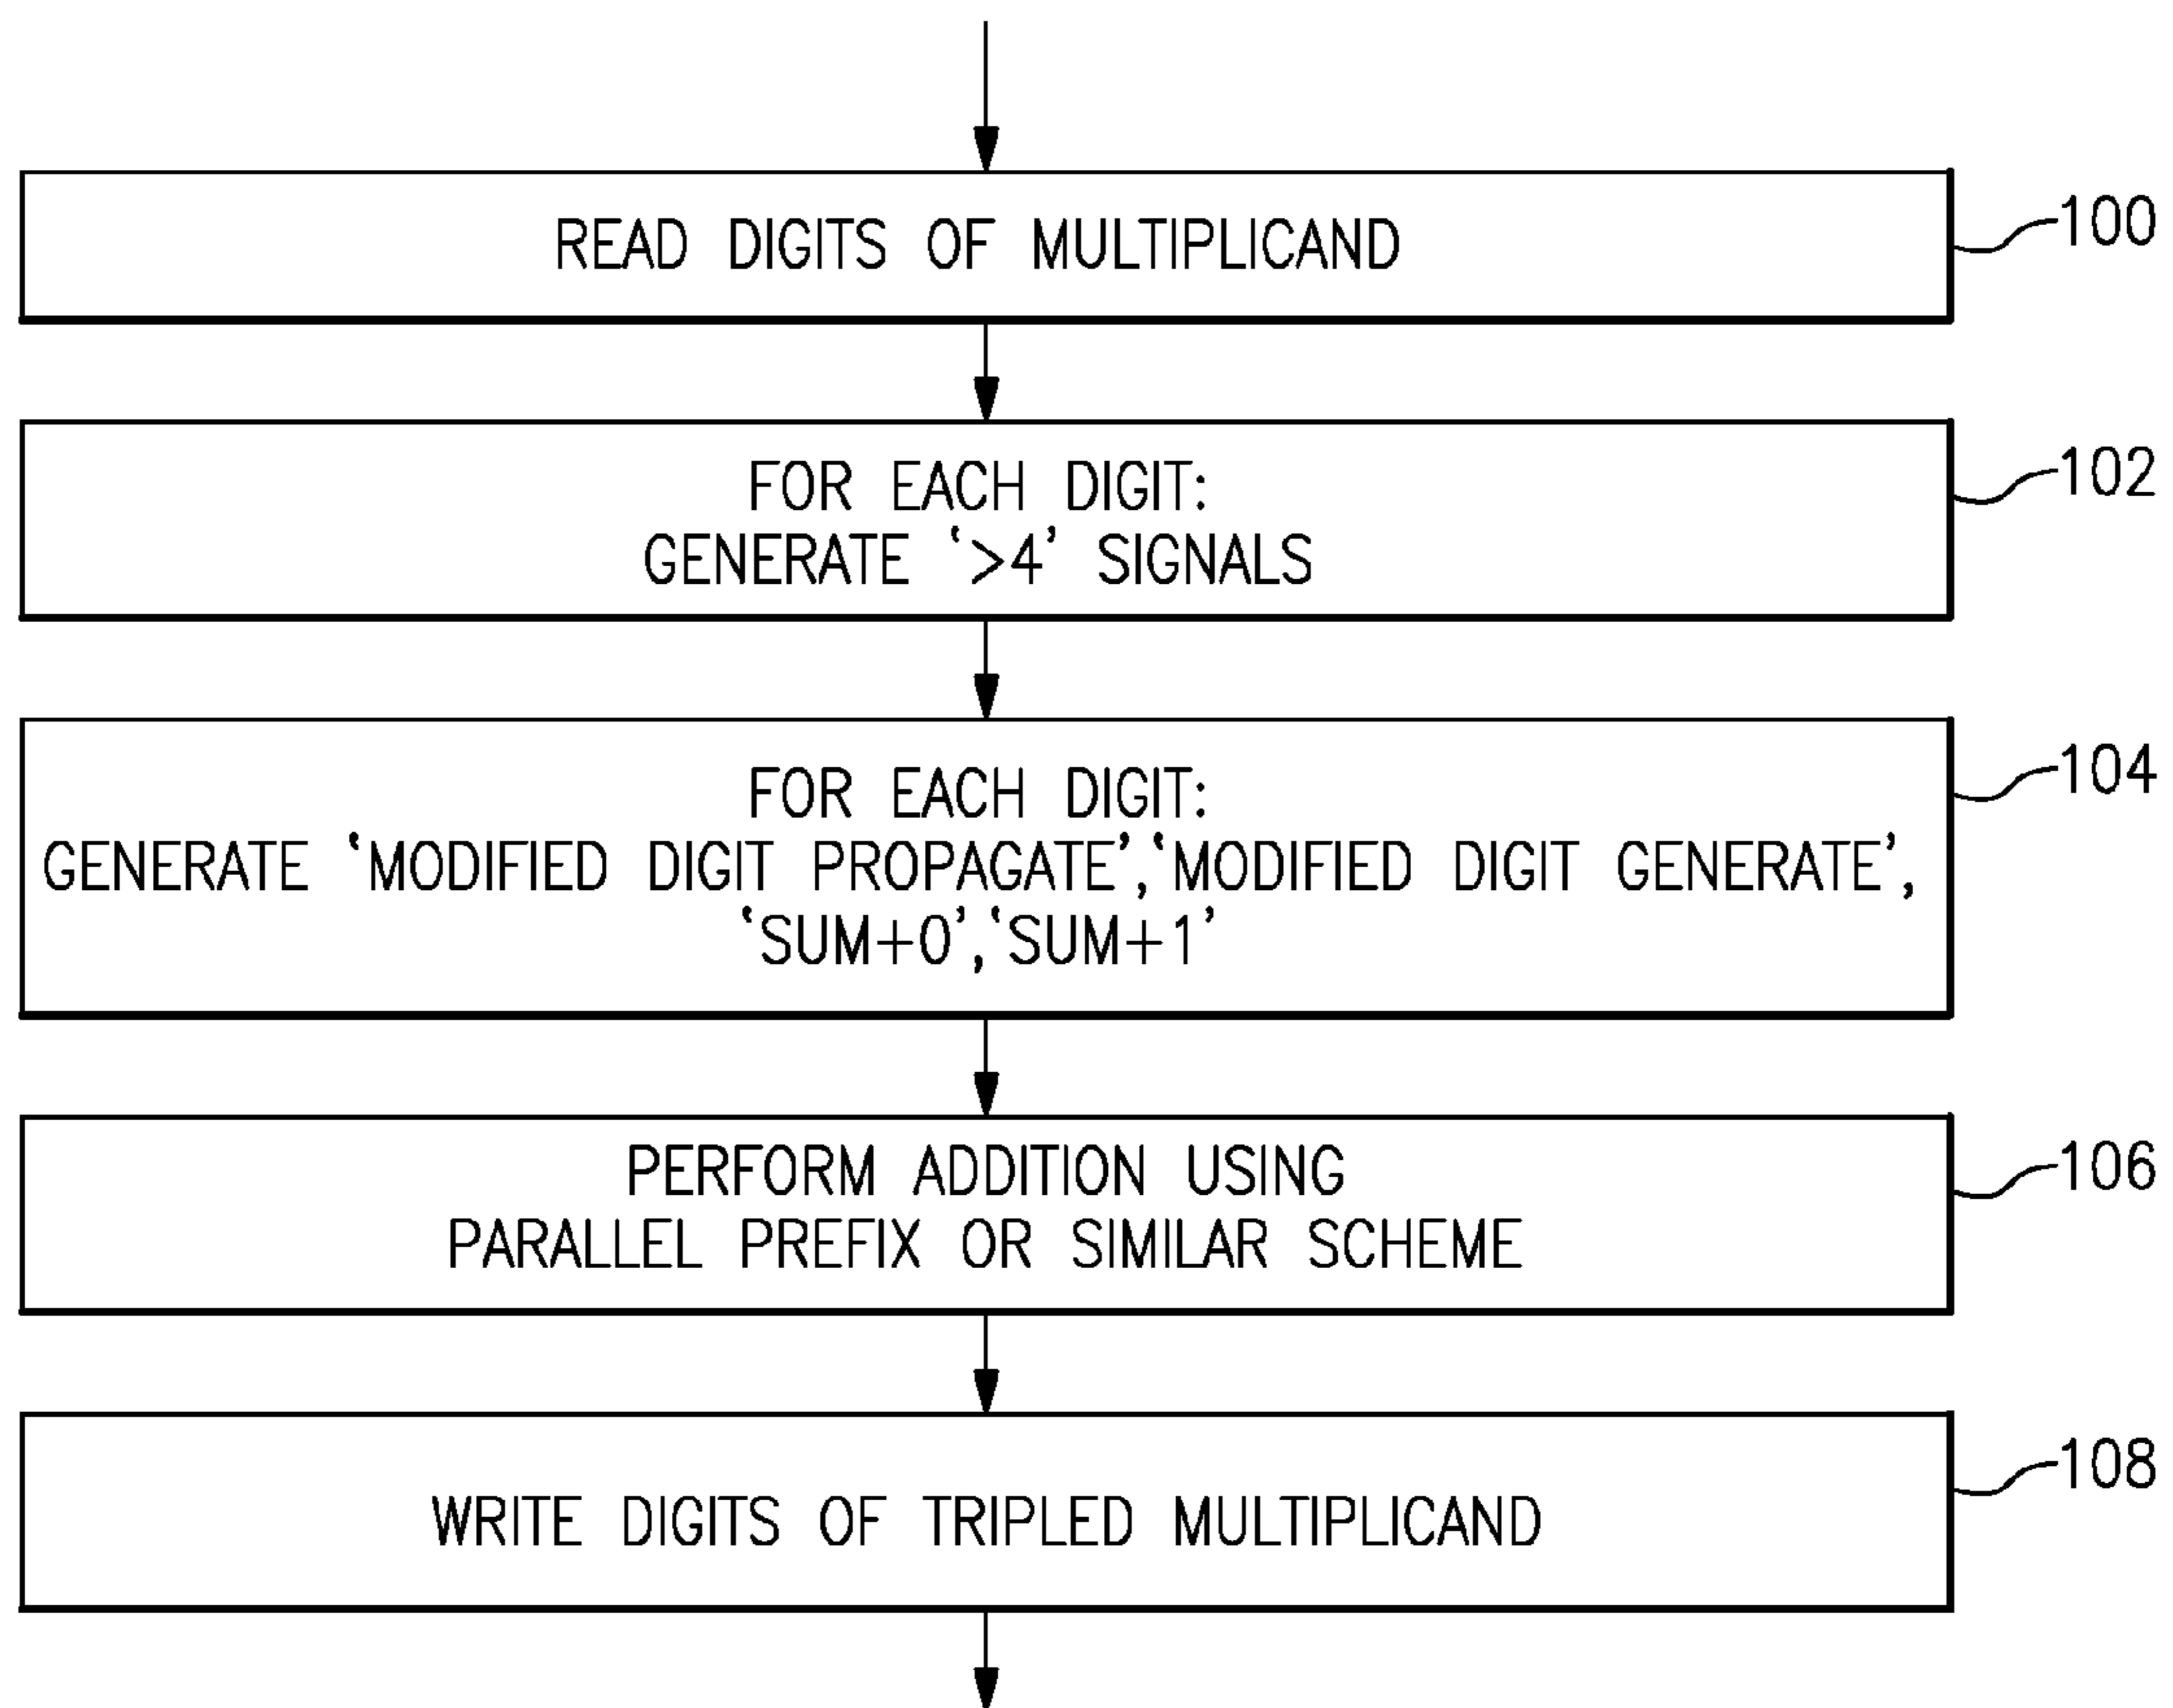 READ DIGITS OF MULTIPLICAND
100
FOR EACH DIGIT:
GENERATE ‘>4’ SIGNALS
102
FOR EACH DIGIT:
GENERATE ‘MODIFIED DIGIT PROPAGATE’,‘MODIFIED DIGIT GENERATE’,
‘SUM+0’,‘SUM+1’
104
PERFORM ADDITION USING
PARALLEL PREFIX OR SIMILAR SCHEME
106
WRITE DIGITS OF TRIPLED MULTIPLICAND
108